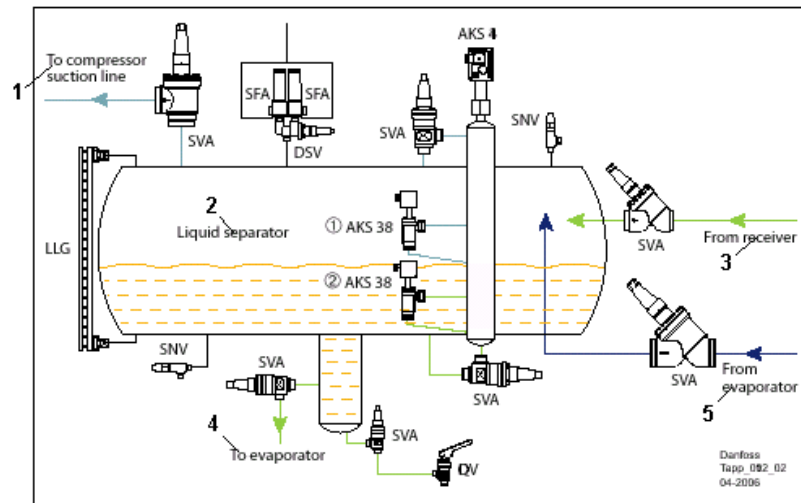 To compressor
1 suction line
SFA SFA
AKS 4
SVA
DSV
SVA
SNV
2
Liquid separator
① AKS 38
LLG
SVA
From receiver
3
② AKS 38
SNV
SVA
SVA
SVA
From
evaporator
5
4
To evaporator
SVA
QV
Danfoss
Tapp_02_02
04-2006